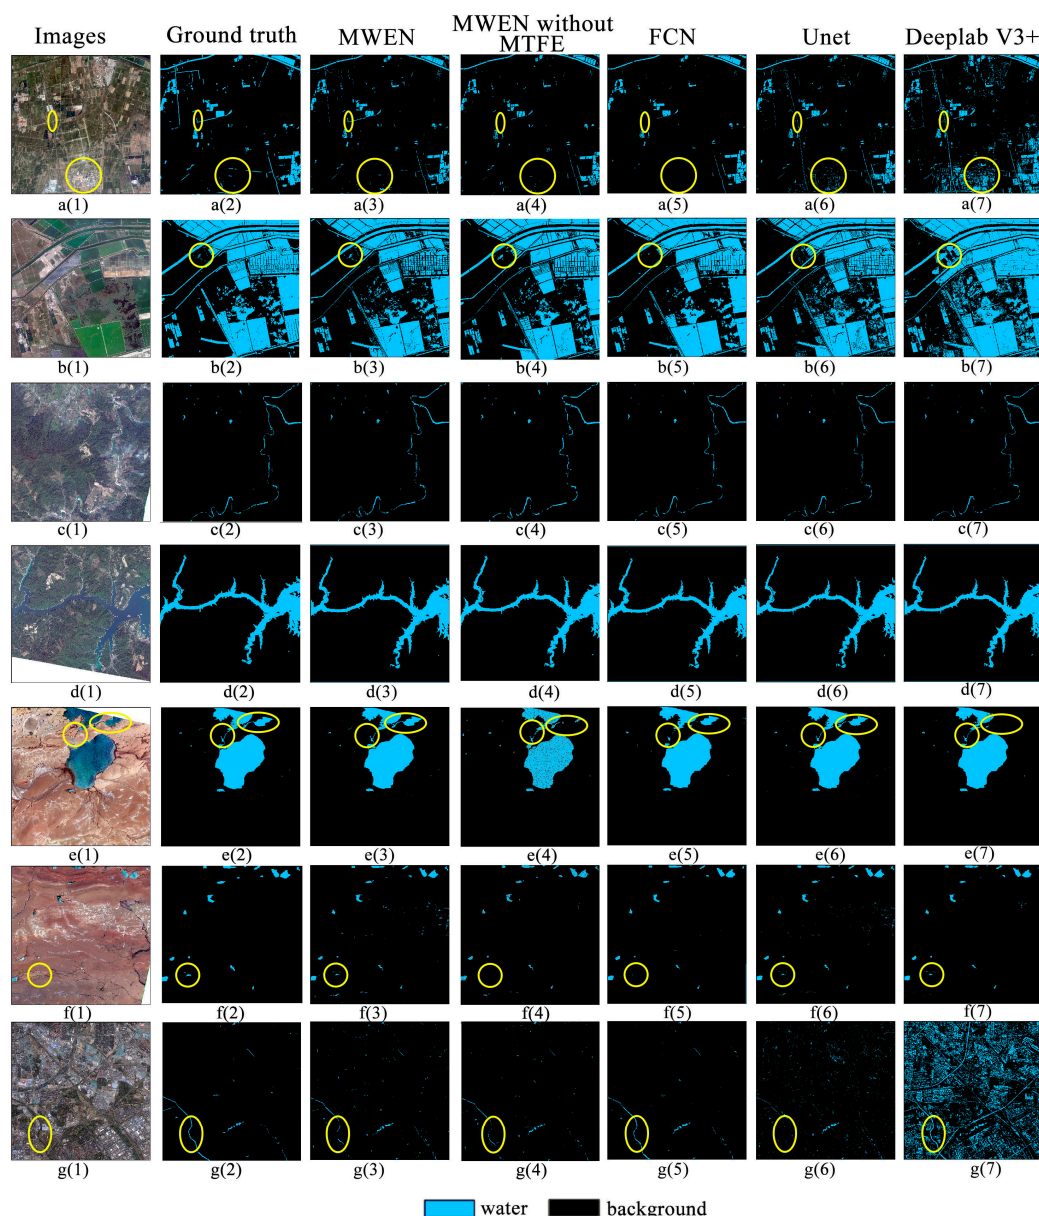 Images Ground truth MWEN MWEN without MTFE FCN Unet Deeplab V3+
a(1) a(2) a(3) a(4) a(5) a(6) a(7)
b(1) b(2) b(3) b(4) b(5) b(6) b(7)
c(1) c(2) c(3) c(4) c(5) c(6) c(7)
d(1) d(2) d(3) d(4) d(5) d(6) d(7)
e(1) e(2) e(3) e(4) e(5) e(6) e(7)
f(1) f(2) f(3) f(4) f(5) f(6) f(7)
g(1) g(2) g(3) g(4) g(5) g(6) g(7)
water background